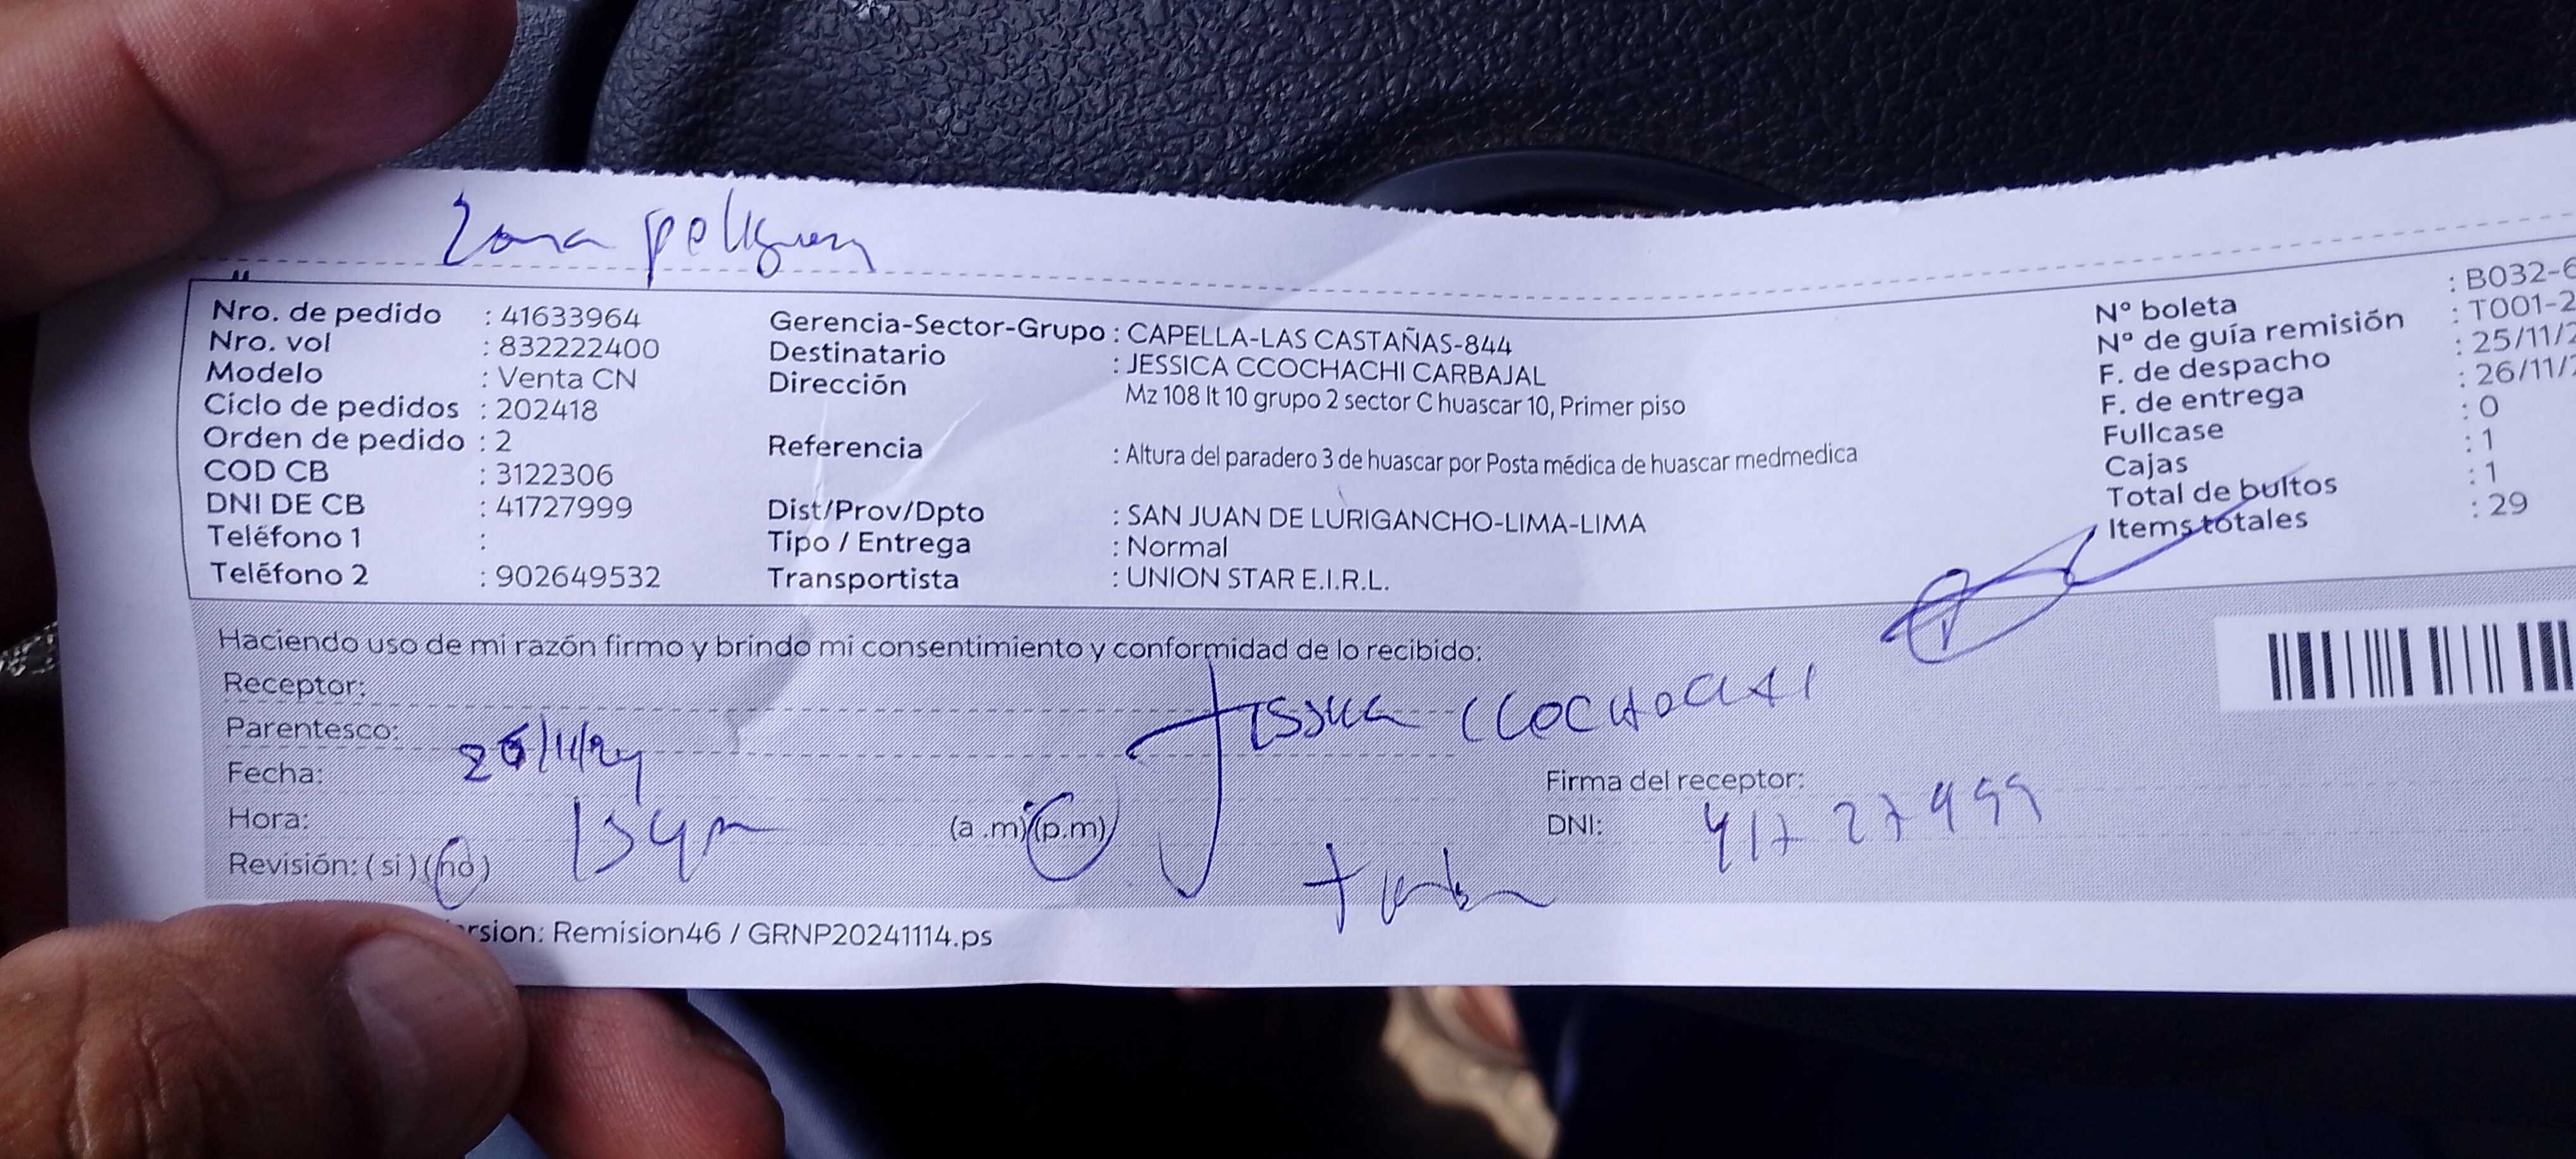 Zona peligrosa
Nro. de pedido : 41633964
Nro. vol : 832222400
Modelo : Venta CN
Ciclo de pedidos : 202418
Orden de pedido : 2
COD CB : 3122306
DNI DE CB : 41727999
Teléfono 1 :
Teléfono 2 : 902649532
Gerencia-Sector-Grupo : CAPELLA-LAS CASTAÑAS-844
Destinatario : JESSICA CCOCHACHI CARBAJAL
Dirección Mz 108 lt 10 grupo 2 sector C huascar 10, Primer piso
Referencia : Altura del paradero 3 de huascar por Posta médica de huascar medmedica
Dist/Prov/Dpto : SAN JUAN DE LURIGANCHO-LIMA-LIMA
Tipo / Entrega : Normal
Transportista : UNION STAR E.I.R.L.
Nº boleta : B032-6
Nº de guía remisión : T001-2
F. de despacho : 25/11/2
F. de entrega : 26/11/2
Fullcase : 0
Cajas : 1
Total de bultos : 1
Items totales : 29
Haciendo uso de mi razón firmo y brindo mi consentimiento y conformidad de lo recibido:
Receptor: Jessica CCOCHACHI
Parentesco:
Fecha: 26/11/24
Hora: (a .m) (p.m)
Revisión: ( si ) (no )
Firma del receptor:
DNI: 41727999
rsion: Remision46 / GRNP20241114.ps